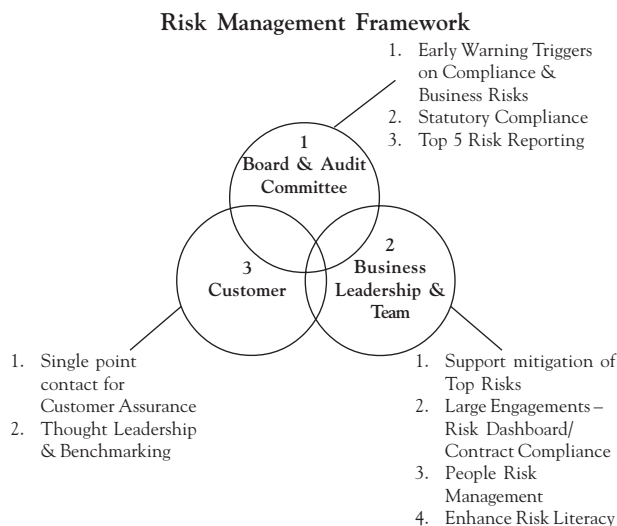 Risk Management Framework
1. Early Warning Triggers
on Compliance &
Business Risks
2. Statutory Compliance
3. Top 5 Risk Reporting
1
Board & Audit
Committee
2
Business
Leadership &
Team
3
Customer
1. Single point
contact for
Customer Assurance
2. Thought Leadership
& Benchmarking
1. Support mitigation of
Top Risks
2. Large Engagements –
Risk Dashboard/
Contract Compliance
3. People Risk
Management
4. Enhance Risk Literacy